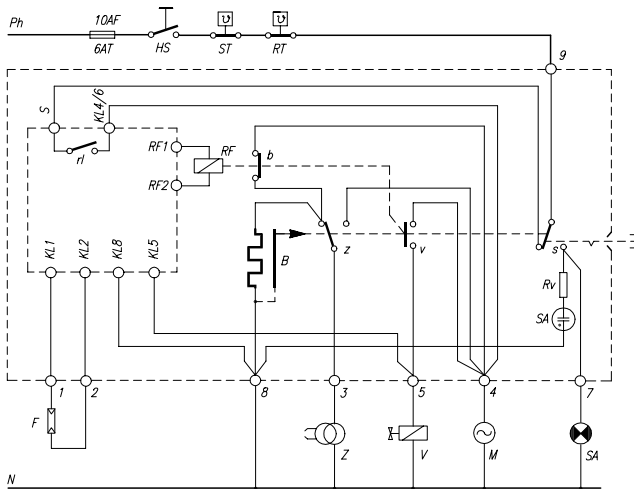 Ph
10AF
6AT
HS
ʋ
ST
ʋ
RT
9
S
KL4/6
rl
RF1
RF
RF2
b
KL1
KL2
KL8
KL5
B
z
v
s
Rv
SA
1
2
8
3
5
4
7
F
Z
V
M
SA
N